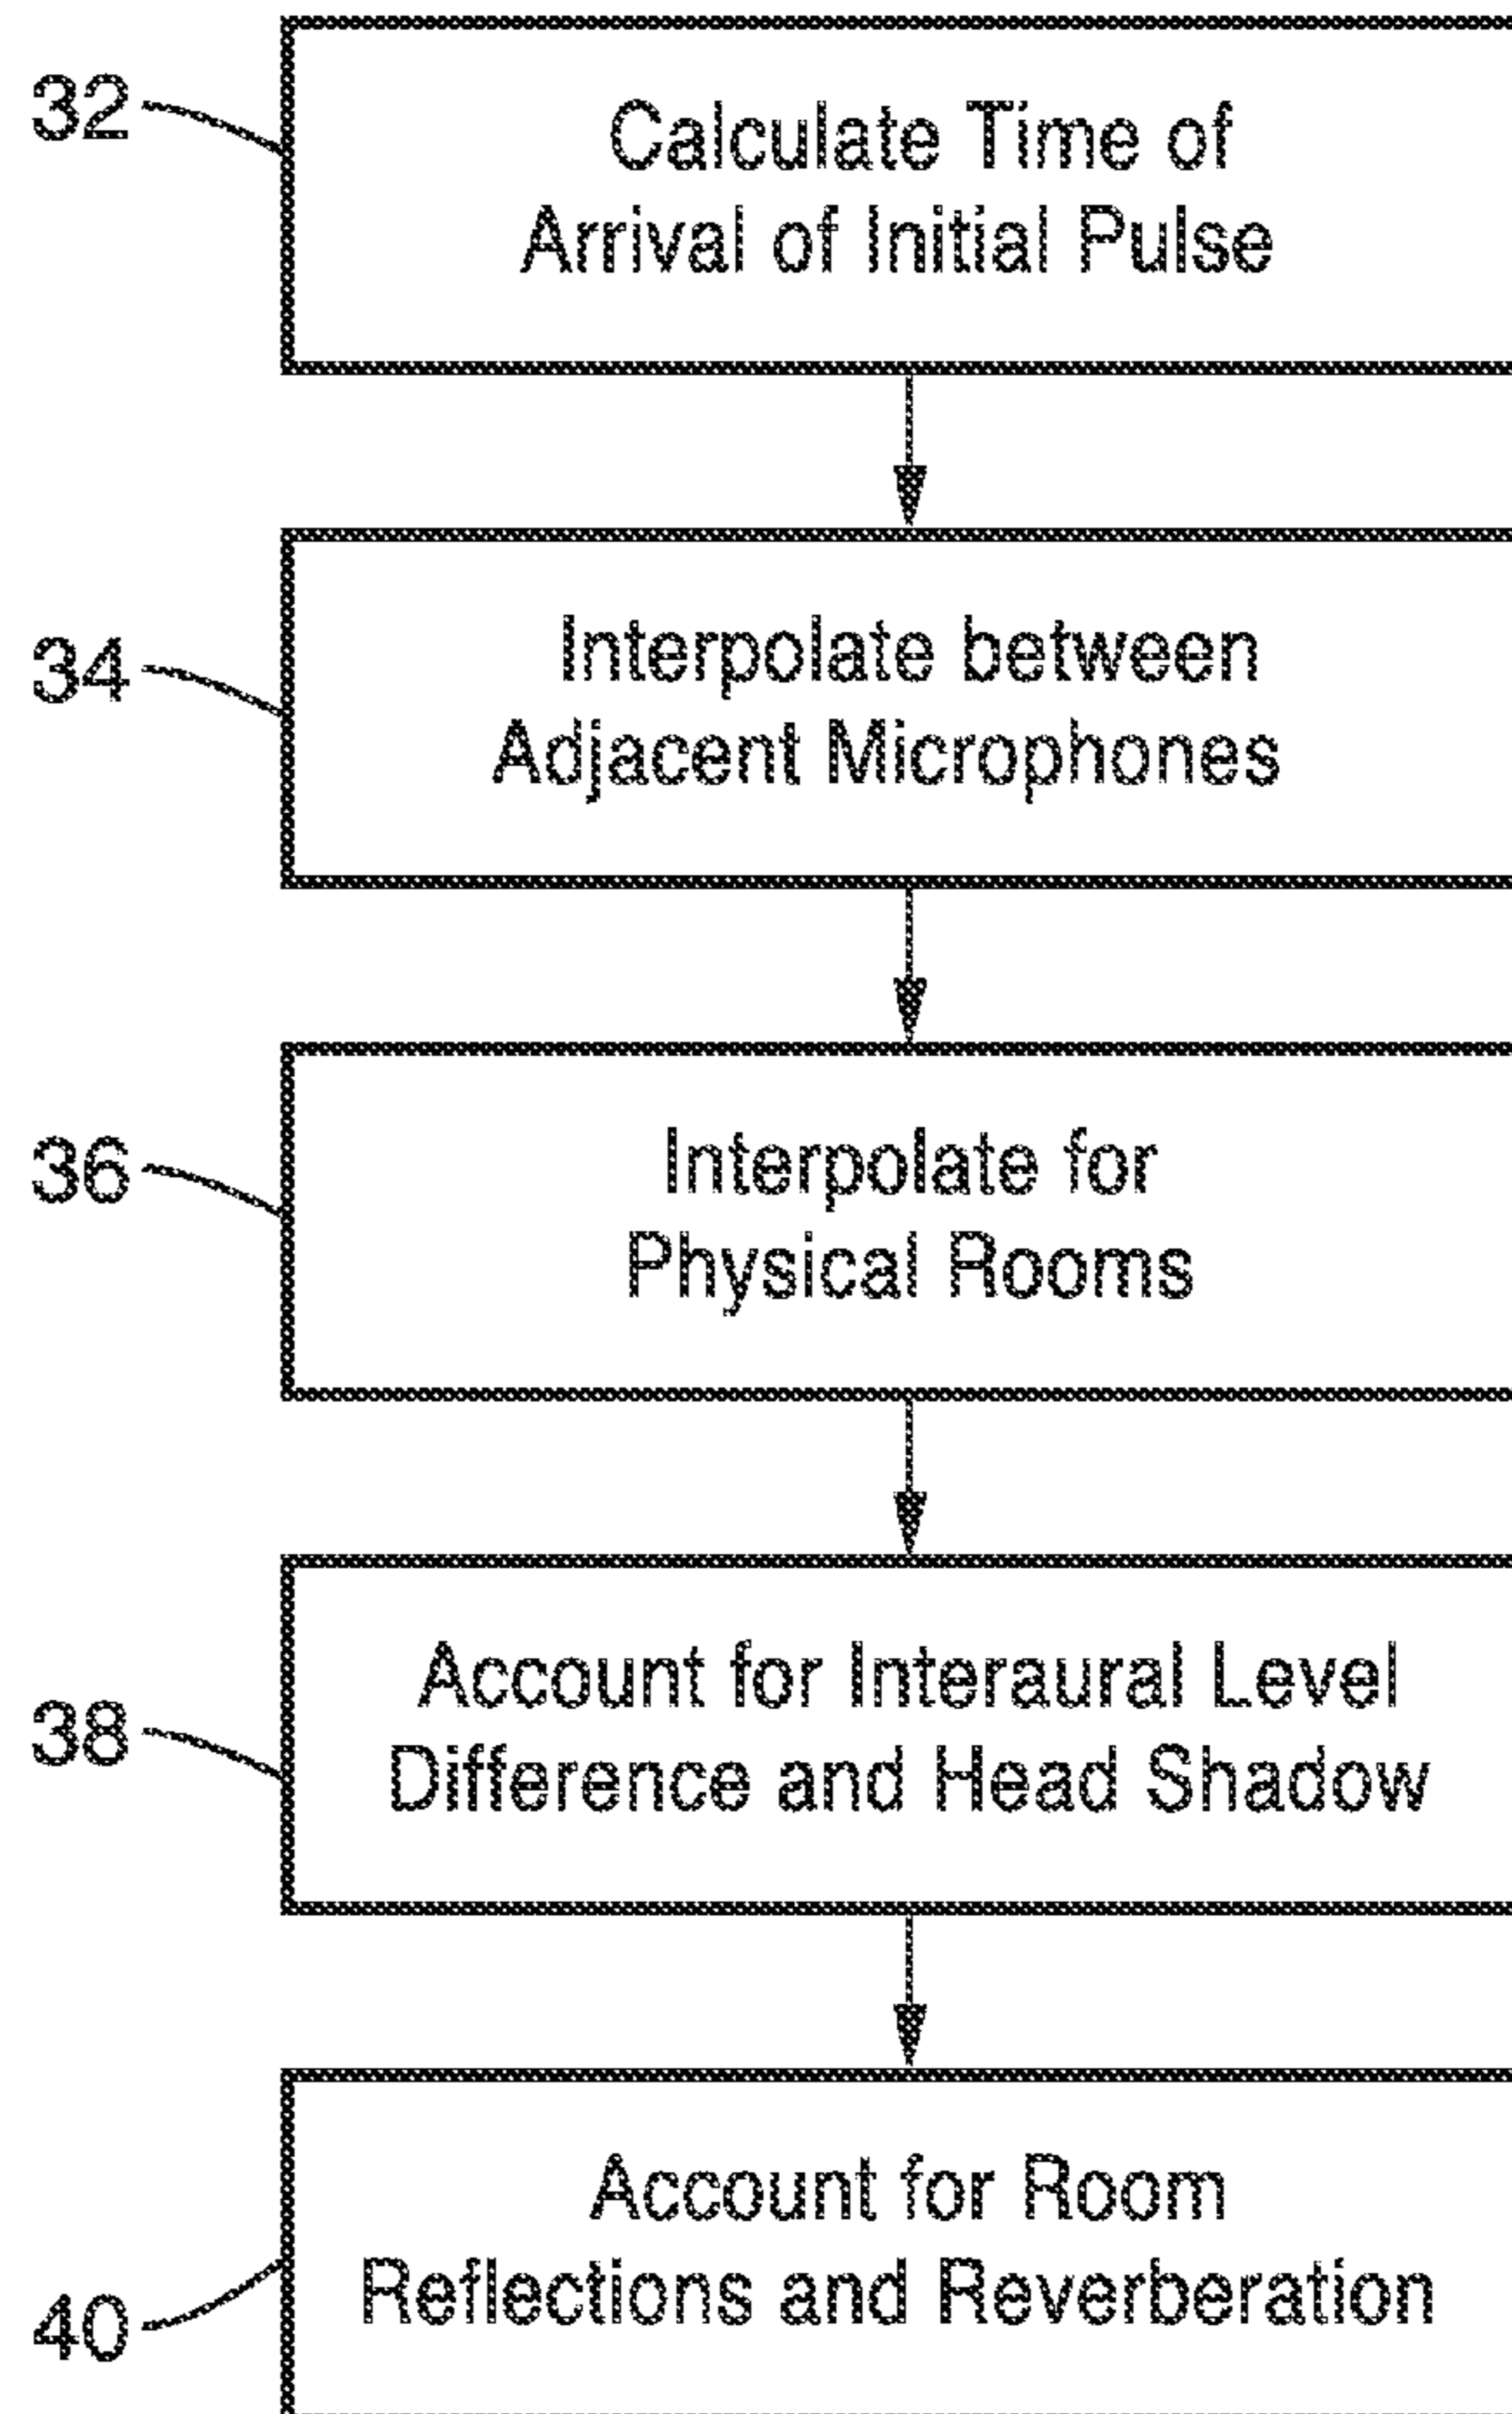 32
Calculate Time of
Arrival of Initial Pulse
34
Interpolate between
Adjacent Microphones
36
Interpolate for
Physical Rooms
38
Account for Interaural Level
Difference and Head Shadow
40
Account for Room
Reflections and Reverberation